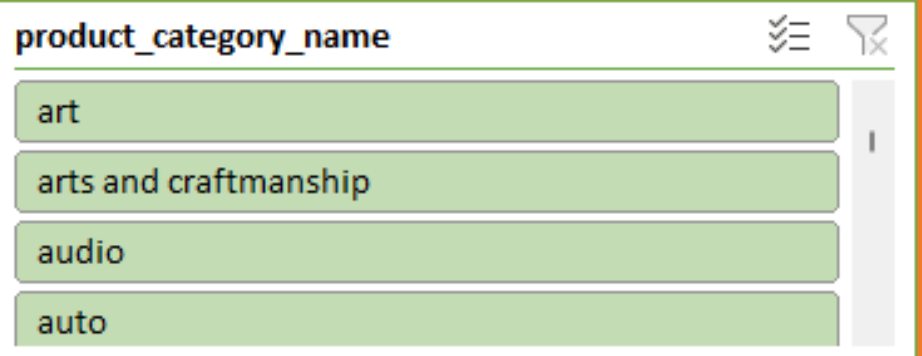 product_category_name
art
arts and craftmanship
audio
auto